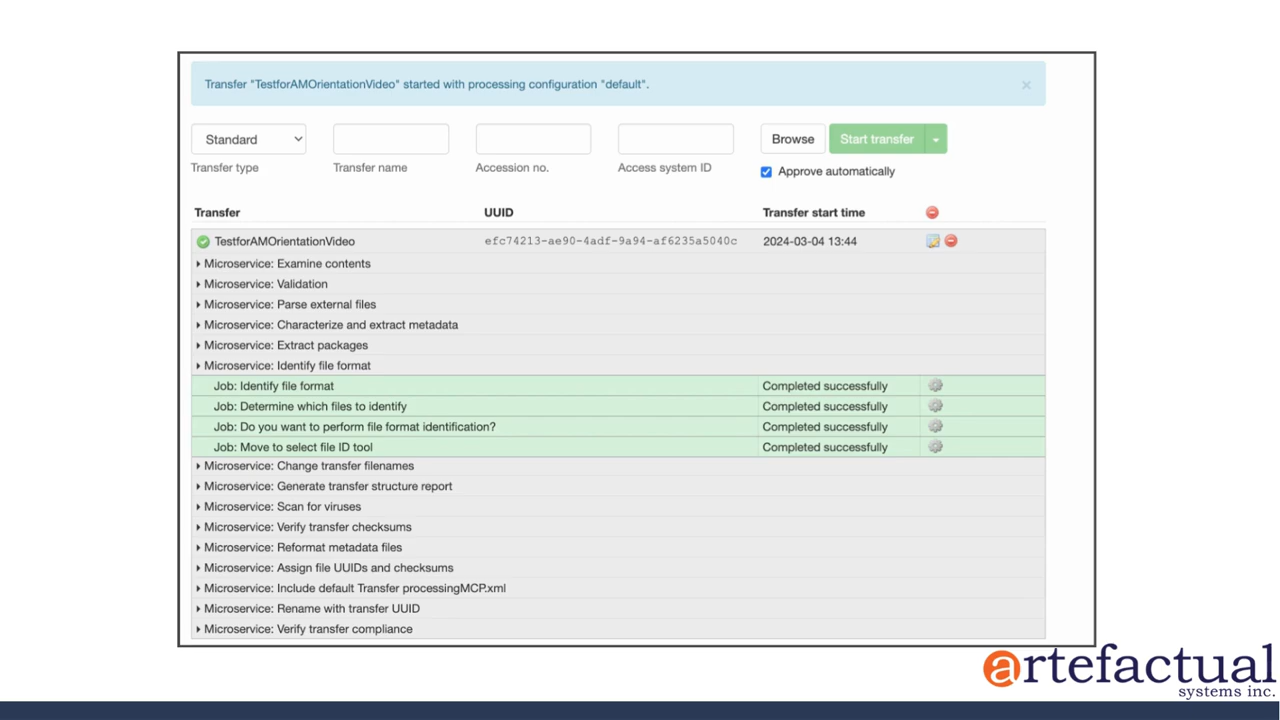 Transfer "TestforAMOrientationVideo" started with processing configuration "default". ×
Standard Browse Start transfer
Transfer type Transfer name Accession no. Access system ID Approve automatically
Transfer UUID Transfer start time
TestforAMOrientationVideo efc74213-ae90-4adf-9a94-af6235a5040c 2024-03-04 13:44
Microservice: Examine contents
Microservice: Validation
Microservice: Parse external files
Microservice: Characterize and extract metadata
Microservice: Extract packages
Microservice: Identify file format
Job: Identify file format Completed successfully
Job: Determine which files to identify Completed successfully
Job: Do you want to perform file format identification? Completed successfully
Job: Move to select file ID tool Completed successfully
Microservice: Change transfer filenames
Microservice: Generate transfer structure report
Microservice: Scan for viruses
Microservice: Verify transfer checksums
Microservice: Reformat metadata files
Microservice: Assign file UUIDs and checksums
Microservice: Include default Transfer processingMCP.xml
Microservice: Rename with transfer UUID
Microservice: Verify transfer compliance
artefactual
systems inc.